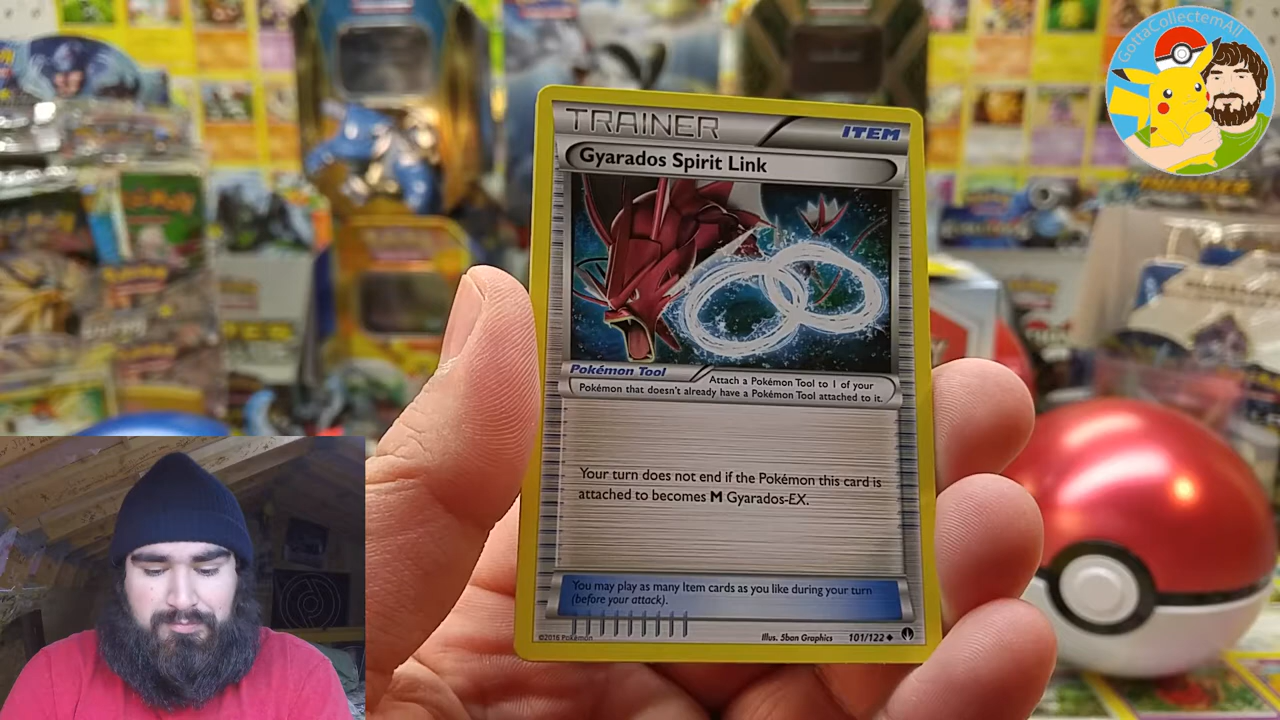 GottaCollectemAll
TRAINER
ITEM
Gyarados Spirit Link
Pokémon Tool
Attach a Pokémon Tool to 1 of your
Pokémon that doesn't already have a Pokémon Tool attached to it.
Your turn does not end if the Pokémon this card is
attached to becomes M Gyarados-EX.
You may play as many Item cards as you like during your turn
(before your attack).
©2016 Pokémon
Illus. 5ban Graphics
101/122